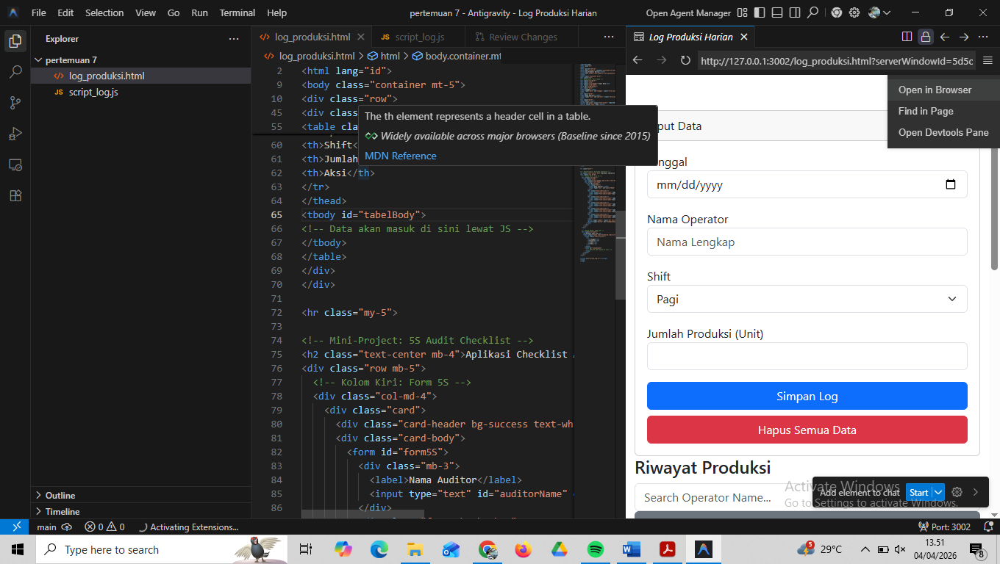 File Edit Selection View Go Run Terminal Help
pertemuan 7 - Antigravity - Log Produksi Harian
Open Agent Manager
Explorer
pertemuan 7
log_produksi.html
JS script_log.js
Outline
Timeline
log_produksi.html
JS script_log.js
Review Changes
log_produksi.html > html > body.container.mt
2 <html lang="id">
9 <body class="container mt-5">
10 <div class="row">
45 <div class
55 <table cla
The th element represents a header cell in a table.
Widely available across major browsers (Baseline since 2015)
MDN Reference
60 <th>Shift<
61 <th>Jumlah
62 <th>Aksi</th>
63 </tr>
64 </thead>
65 <tbody id="tabelBody">
66 <!-- Data akan masuk di sini lewat JS -->
67 </tbody>
68 </table>
69 </div>
70 </div>
71
72 <hr class="my-5">
73
74 <!-- Mini-Project: 5S Audit Checklist -->
75 <h2 class="text-center mb-4">Aplikasi Checklist
76 <div class="row mb-5">
77 <!-- Kolom Kiri: Form 5S -->
78 <div class="col-md-4">
79 <div class="card">
80 <div class="card-header bg-success text-wh
81 <div class="card-body">
82 <form id="form5S">
83 <div class="mb-3">
84 <label>Nama Auditor</label>
85 <input type="text" id="auditorName"
86 </div>
Log Produksi Harian
http://127.0.0.1:3002/log_produksi.html?serverWindowId=5d5c
Open in Browser
Find in Page
Open Devtools Pane
put Data
nggal
mm/dd/yyyy
Nama Operator
Nama Lengkap
Shift
Pagi
Jumlah Produksi (Unit)
Simpan Log
Hapus Semua Data
Riwayat Produksi
Search Operator Name...
Activate Windows
Go to Settings to activate Windows.
Add element to chat Start
main 0 0 Activating Extensions...
Port: 3002
Type here to search
5 29°C
13.51
04/04/2026
8